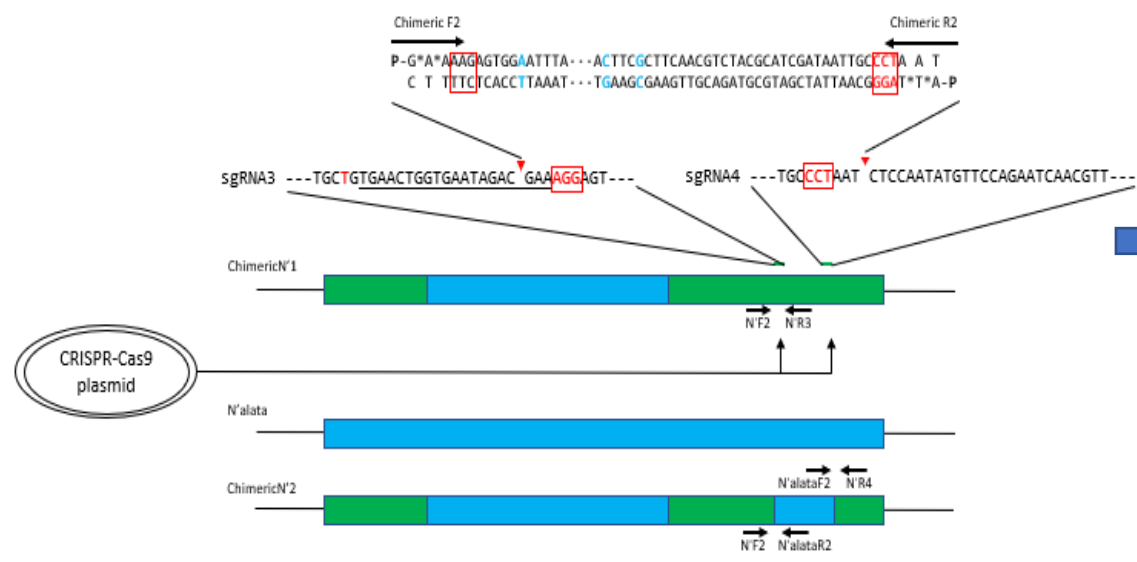 Chimeric F2 Chimeric R2
P-G*A*AAAGAGTGGAATTTA···ACTTCGCTTCAACGTCTACGCATCGATAATTGCCCTA A T
C T TTTCTCACCTTAAAT···TGAAGCGAAGTTGCAGATGCGTAGCTATTAACGGGAT*T*A-P
sgRNA3 ---TGCTGTGAACTGGTGAATAGAC GAAAGGAGT--- sgRNA4 ---TGCCCTAAT CTCCAATATGTTCCAGAATCAACGTT---
ChimericN'1
N'F2 N'R3
CRISPR-Cas9
plasmid
N'alata
N'alataF2 N'R4
ChimericN'2
N'F2 N'alataR2